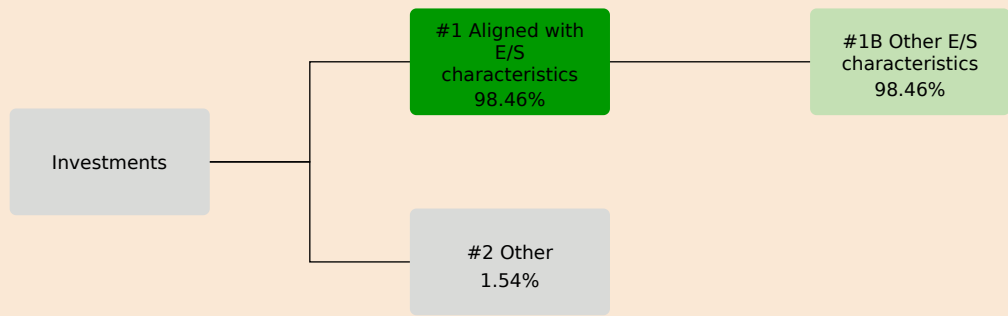 #1 Aligned with
E/S
characteristics
98.46%
#1B Other E/S
characteristics
98.46%
Investments
#2 Other
1.54%